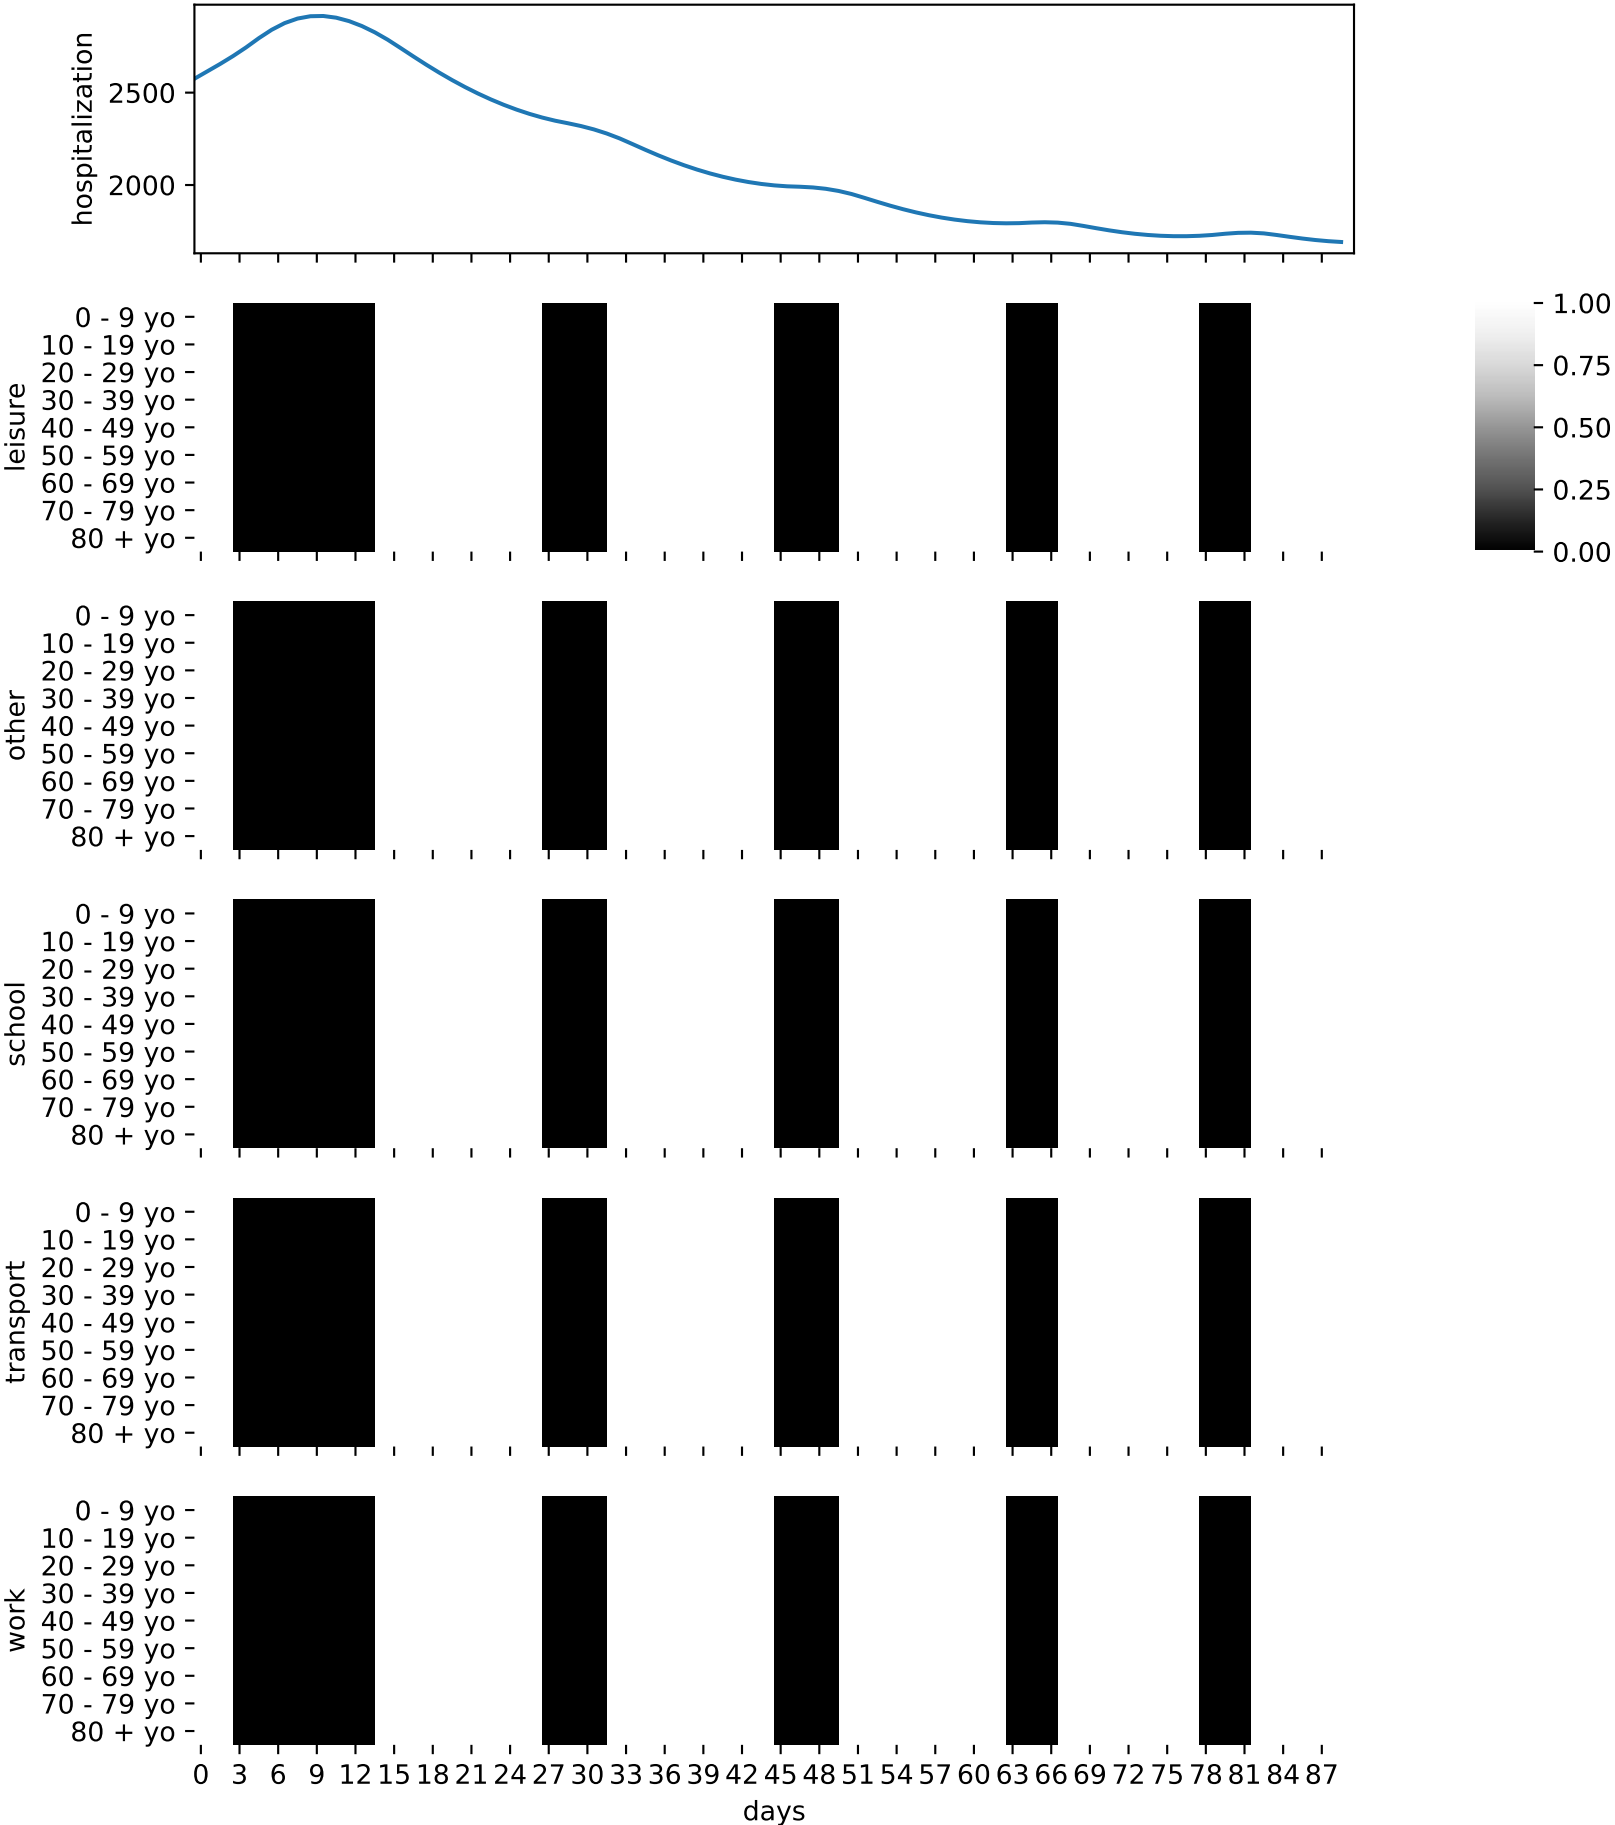 hospitalization
2500
2000
leisure
0 - 9 yo
10 - 19 yo
20 - 29 yo
30 - 39 yo
40 - 49 yo
50 - 59 yo
60 - 69 yo
70 - 79 yo
80 + yo
1.00
0.75
0.50
0.25
0.00
other
0 - 9 yo
10 - 19 yo
20 - 29 yo
30 - 39 yo
40 - 49 yo
50 - 59 yo
60 - 69 yo
70 - 79 yo
80 + yo
school
0 - 9 yo
10 - 19 yo
20 - 29 yo
30 - 39 yo
40 - 49 yo
50 - 59 yo
60 - 69 yo
70 - 79 yo
80 + yo
transport
0 - 9 yo
10 - 19 yo
20 - 29 yo
30 - 39 yo
40 - 49 yo
50 - 59 yo
60 - 69 yo
70 - 79 yo
80 + yo
work
0 - 9 yo
10 - 19 yo
20 - 29 yo
30 - 39 yo
40 - 49 yo
50 - 59 yo
60 - 69 yo
70 - 79 yo
80 + yo
0 3 6 9 12 15 18 21 24 27 30 33 36 39 42 45 48 51 54 57 60 63 66 69 72 75 78 81 84 87
days